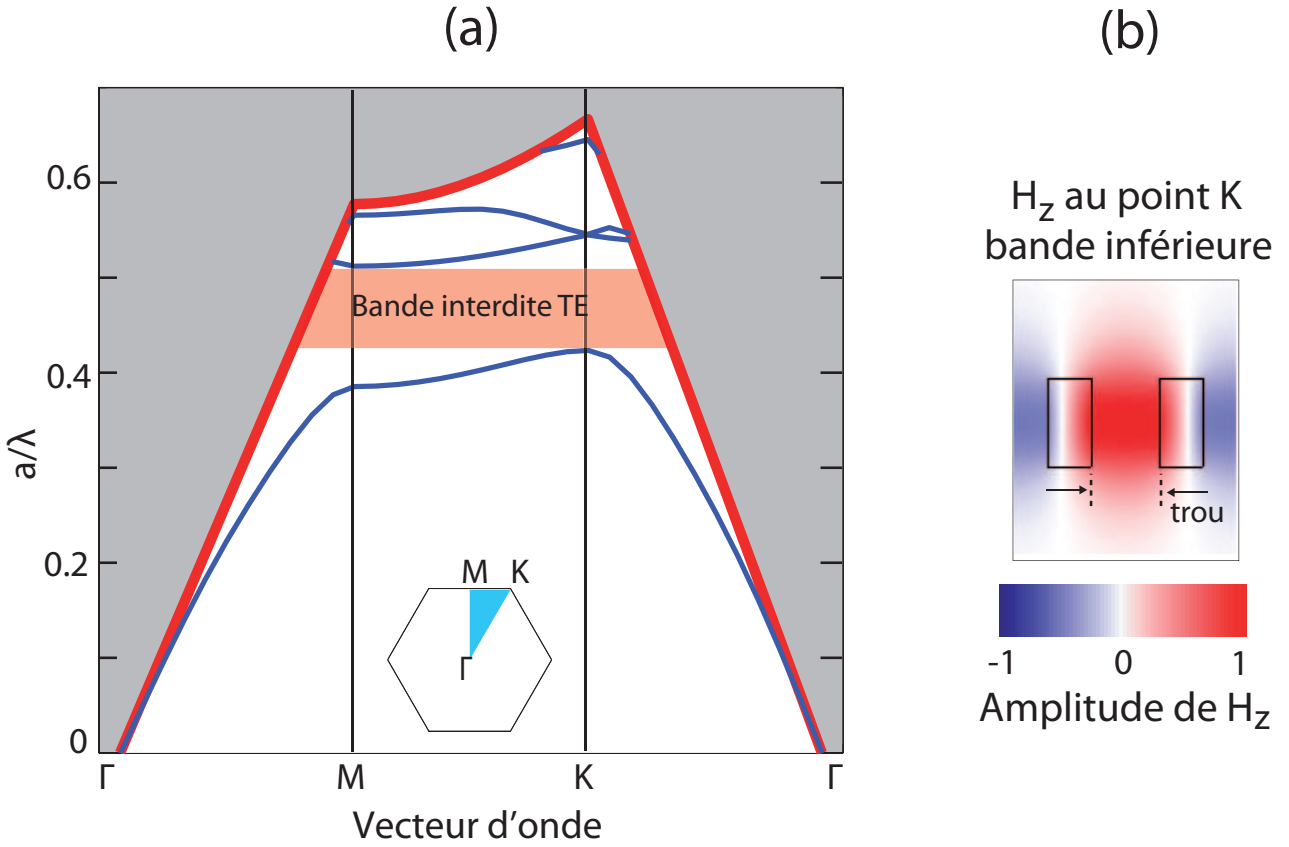 (a)
0.6
0.4
0.2
0
a/λ
Bande interdite TE
M K
Γ
Γ M K Γ
Vecteur d'onde
(b)
Hz au point K
bande inférieure
trou
-1 0 1
Amplitude de Hz